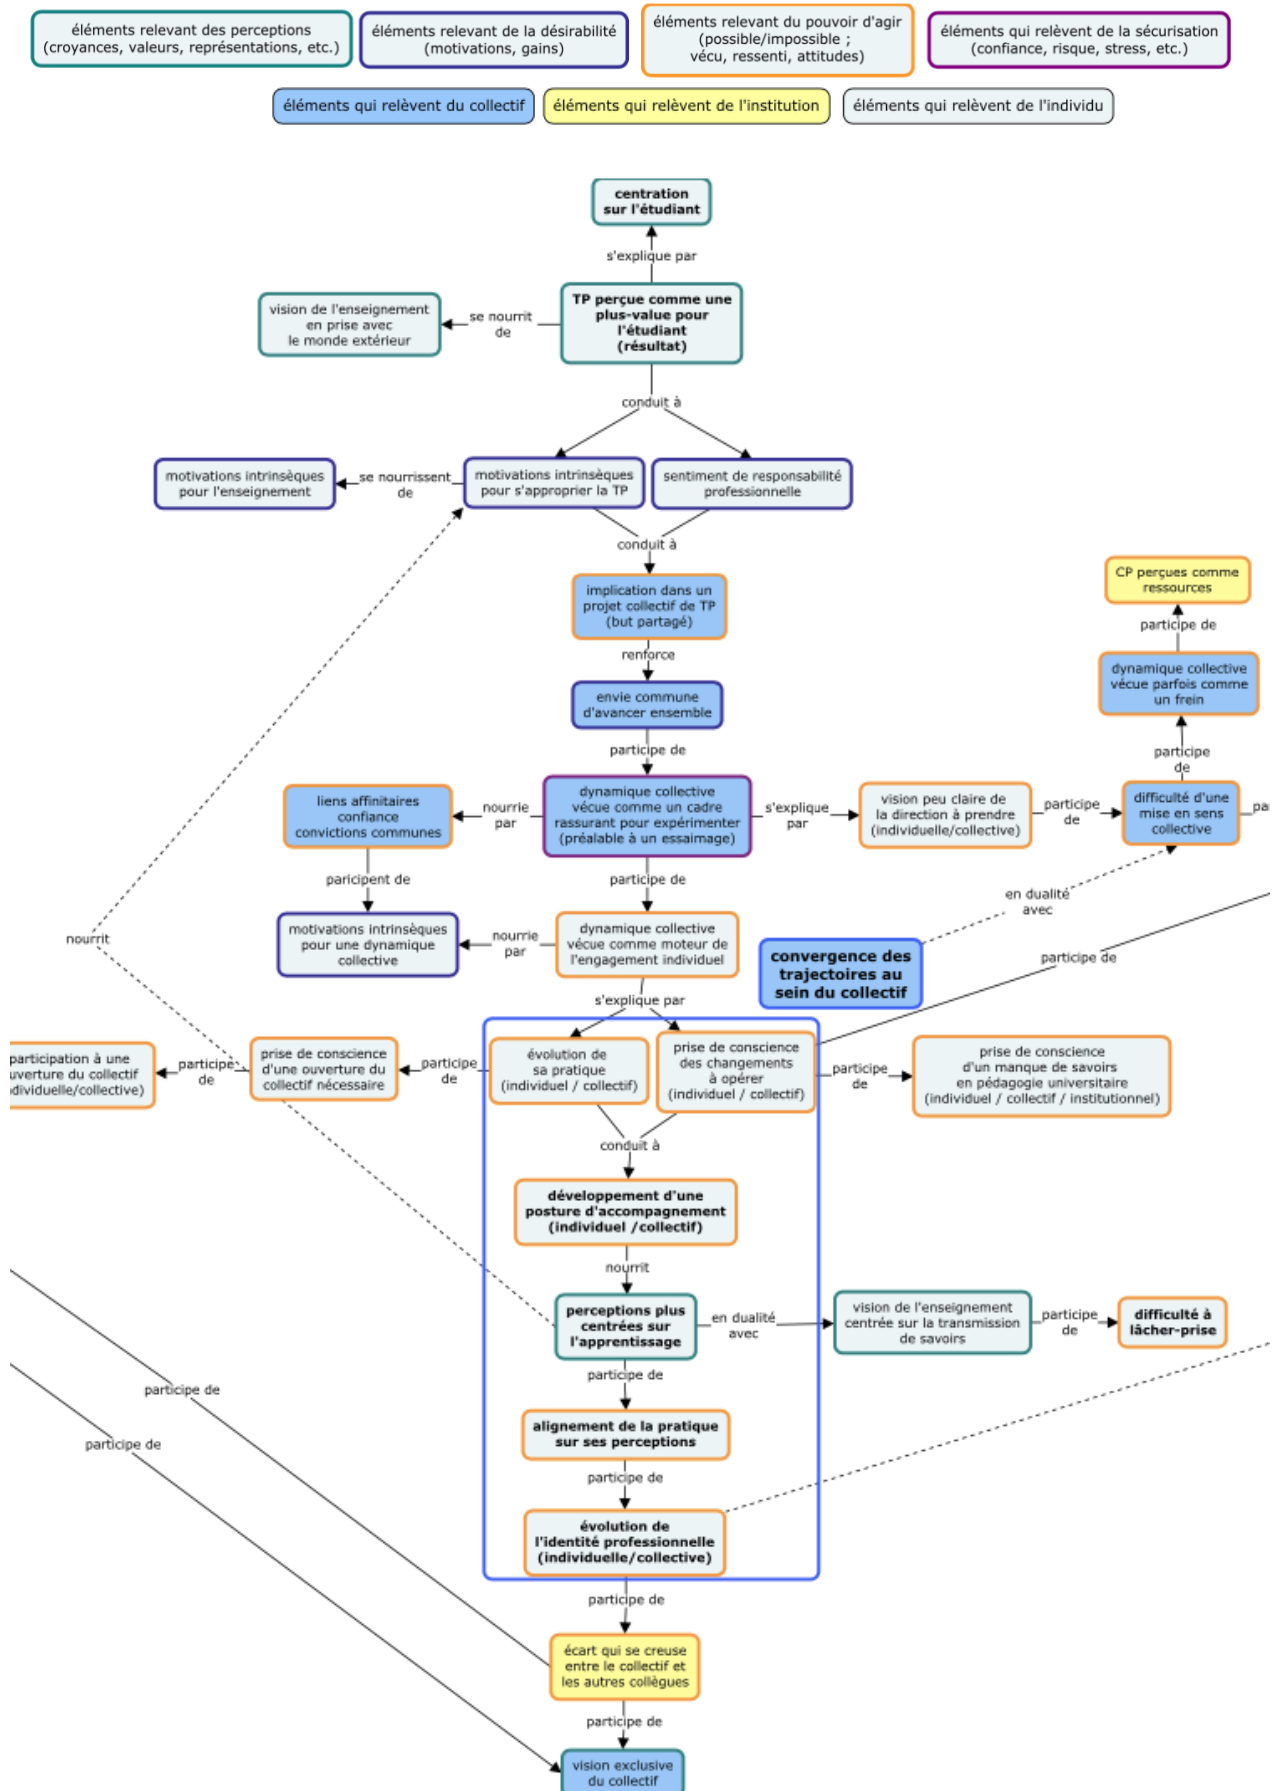 éléments relevant des perceptions
(croyances, valeurs, représentations, etc.)
éléments relevant de la désirabilité
(motivations, gains)
éléments relevant du pouvoir d'agir
(possible/impossible ;
vécu, ressenti, attitudes)
éléments qui relèvent de la sécurisation
(confiance, risque, stress, etc.)
éléments qui relèvent du collectif
éléments qui relèvent de l'institution
éléments qui relèvent de l'individu
centration
sur l'étudiant
s'explique par
TP perçue comme une
plus-value pour
l'étudiant
(résultat)
se nourrit
de
vision de l'enseignement
en prise avec
le monde extérieur
conduit à
motivations intrinsèques
pour l'enseignement
se nourrissent
de
motivations intrinsèques
pour s'approprier la TP
sentiment de responsabilité
professionnelle
conduit à
implication dans un
projet collectif de TP
(but partagé)
renforce
envie commune
d'avancer ensemble
participe de
CP perçues comme
ressources
participe de
dynamique collective
vécue parfois comme
un frein
participe
de
liens affinitaires
confiance
convictions communes
nourrie
par
dynamique collective
vécue comme un cadre
rassurant pour expérimenter
(préalable à un essaimage)
s'explique
par
vision peu claire de
la direction à prendre
(individuelle/collective)
participe
de
difficulté d'une
mise en sens
collective
par
paricipent de
participe de
en dualité
avec
nourrit
motivations intrinsèques
pour une dynamique
collective
nourrie
par
dynamique collective
vécue comme moteur de
l'engagement individuel
convergence des
trajectoires au
sein du collectif
participe de
s'explique par
participation à une
uverture du collectif
ndividuelle/collective)
participe
de
prise de conscience
d'une ouverture du
collectif nécessaire
participe
de
évolution de
sa pratique
(individuel / collectif)
prise de conscience
des changements
à opérer
(individuel / collectif)
participe
de
prise de conscience
d'un manque de savoirs
en pédagogie universitaire
(individuel / collectif / institutionnel)
conduit à
développement d'une
posture d'accompagnement
(individuel /collectif)
nourrit
perceptions plus
centrées sur
l'apprentissage
en dualité
avec
vision de l'enseignement
centrée sur la transmission
de savoirs
participe
de
difficulté à
lâcher-prise
participe de
participe de
alignement de la pratique
sur ses perceptions
participe de
participe de
évolution de
l'identité professionnelle
(individuelle/collective)
participe de
écart qui se creuse
entre le collectif et
les autres collègues
participe de
vision exclusive
du collectif